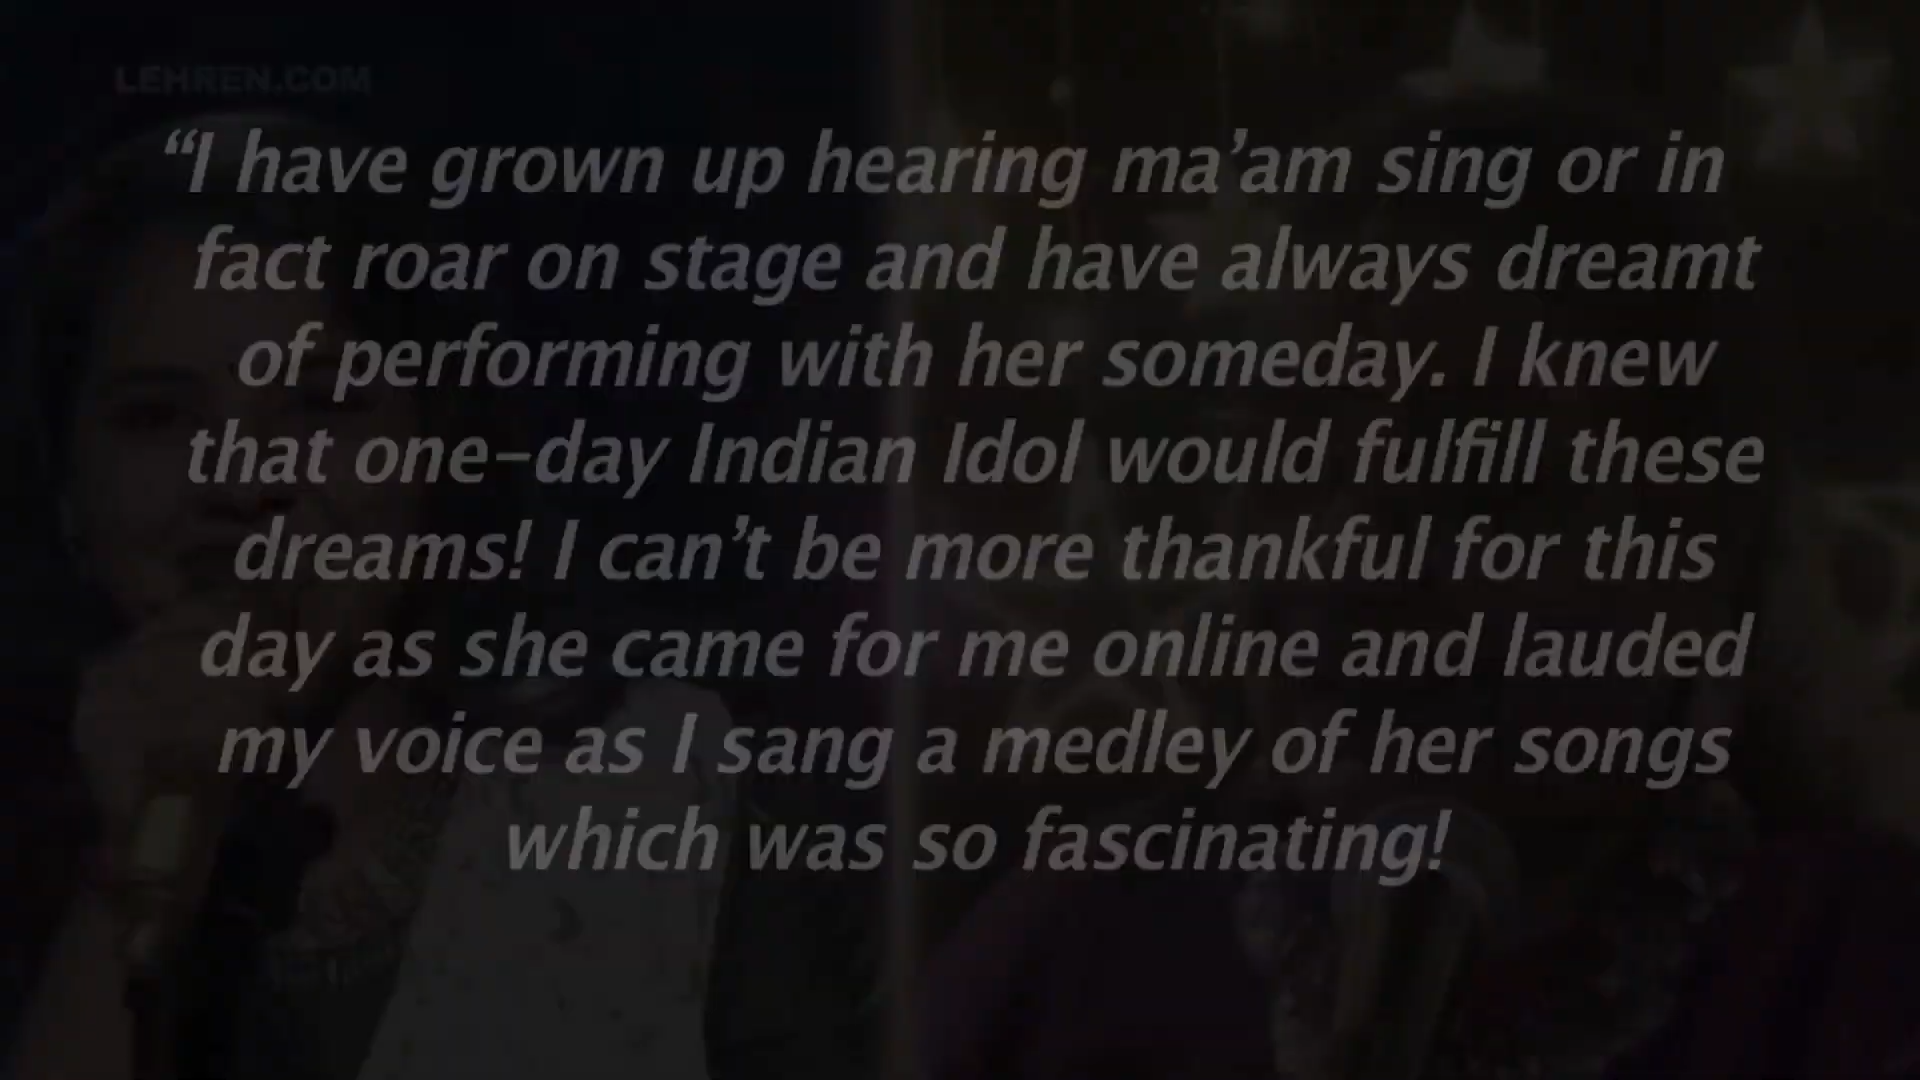 LEHREN.COM
“I have grown up hearing ma’am sing or in
fact roar on stage and have always dreamt
of performing with her someday. I knew
that one-day Indian Idol would fulfill these
dreams! I can’t be more thankful for this
day as she came for me online and lauded
my voice as I sang a medley of her songs
which was so fascinating!